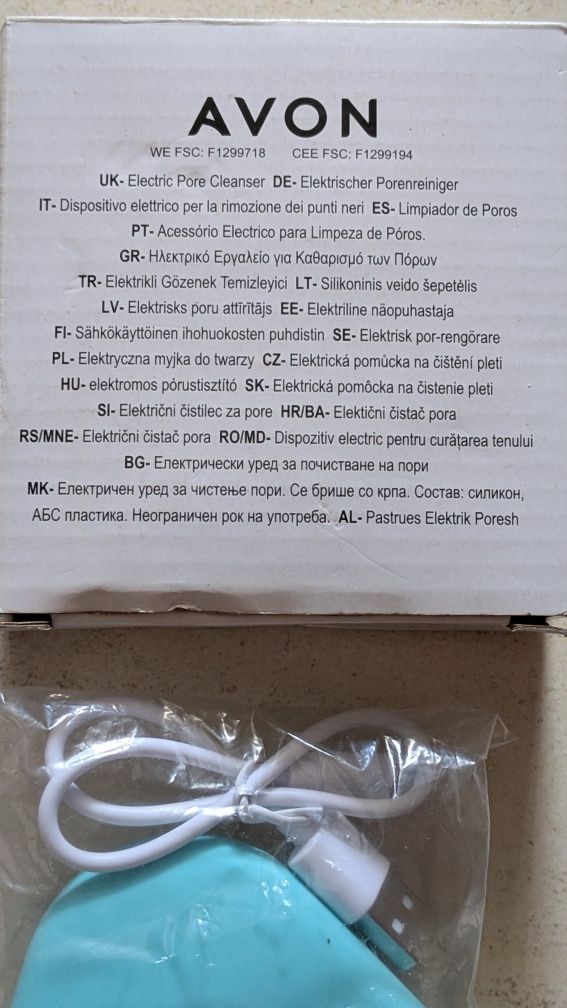 AVON
WE FSC: F1299718 CEE FSC: F1299194
UK- Electric Pore Cleanser DE- Elektrischer Porenreiniger
IT- Dispositivo elettrico per la rimozione dei punti neri ES- Limpiador de Poros
PT- Acessório Electrico para Limpeza de Póros.
GR- Ηλεκτρικό Εργαλείο για Καθαρισμό των Πόρων
TR- Elektrikli Gözenek Temizleyici LT- Silikoninis veido šepetėlis
LV- Elektrisks poru attīrītājs EE- Elektriline näopuhastaja
FI- Sähkökäyttöinen ihohuokosten puhdistin SE- Elektrisk por-rengörare
PL- Elektryczna myjka do twarzy CZ- Elektrická pomůcka na čištění pleti
HU- elektromos pórustisztító SK- Elektrická pomôcka na čistenie pleti
SI- Električni čistilec za pore HR/BA- Elektični čistač pora
RS/MNE- Električni čistač pora RO/MD- Dispozitiv electric pentru curățarea tenului
BG- Електрически уред за почистване на пори
MK- Електричен уред за чистење пори. Се брише со крпа. Состав: силикон,
АБС пластика. Неограничен рок на употреба. AL- Pastrues Elektrik Poresh